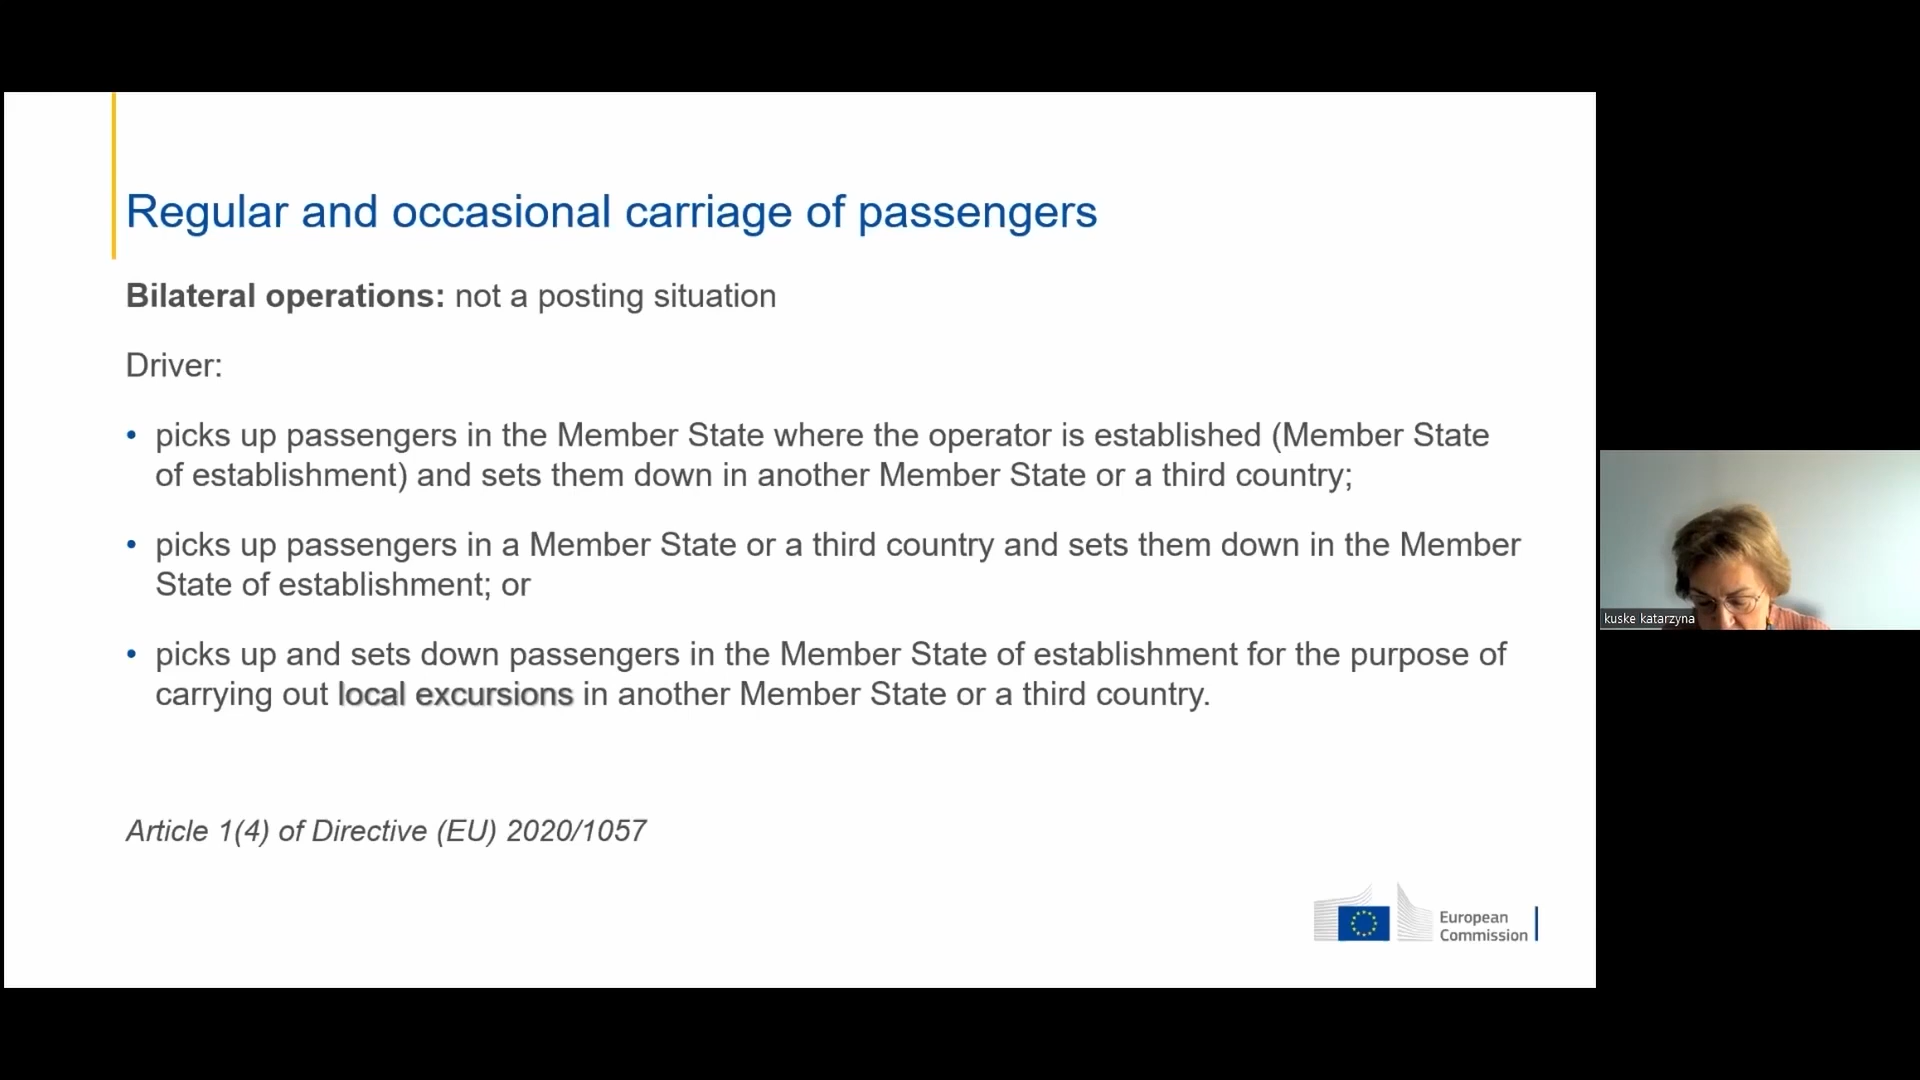 Regular and occasional carriage of passengers
Bilateral operations: not a posting situation
Driver:
• picks up passengers in the Member State where the operator is established (Member State
of establishment) and sets them down in another Member State or a third country;
• picks up passengers in a Member State or a third country and sets them down in the Member
State of establishment; or
• picks up and sets down passengers in the Member State of establishment for the purpose of
carrying out local excursions in another Member State or a third country.
Article 1(4) of Directive (EU) 2020/1057
European
Commission
kuske katarzyna